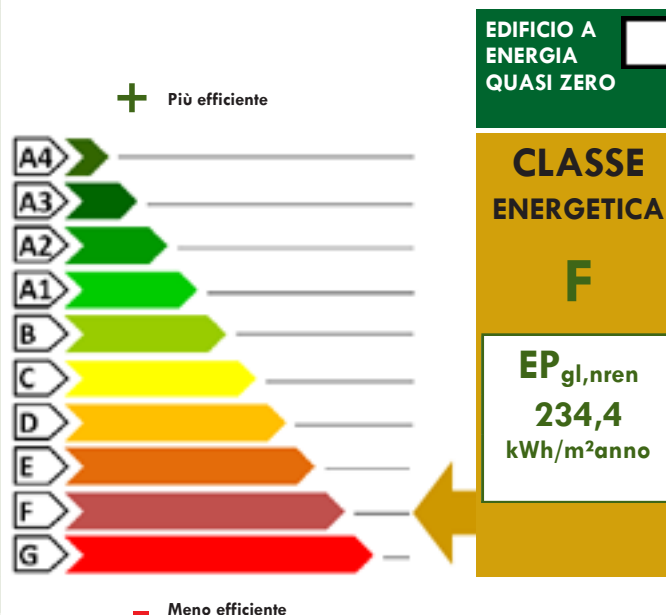 EDIFICIO A
ENERGIA
QUASI ZERO
+ Più efficiente
A4
A3
A2
A1
B
C
D
E
F
G
- Meno efficiente
CLASSE
ENERGETICA
F
EPgl,nren
234,4
kWh/m²anno